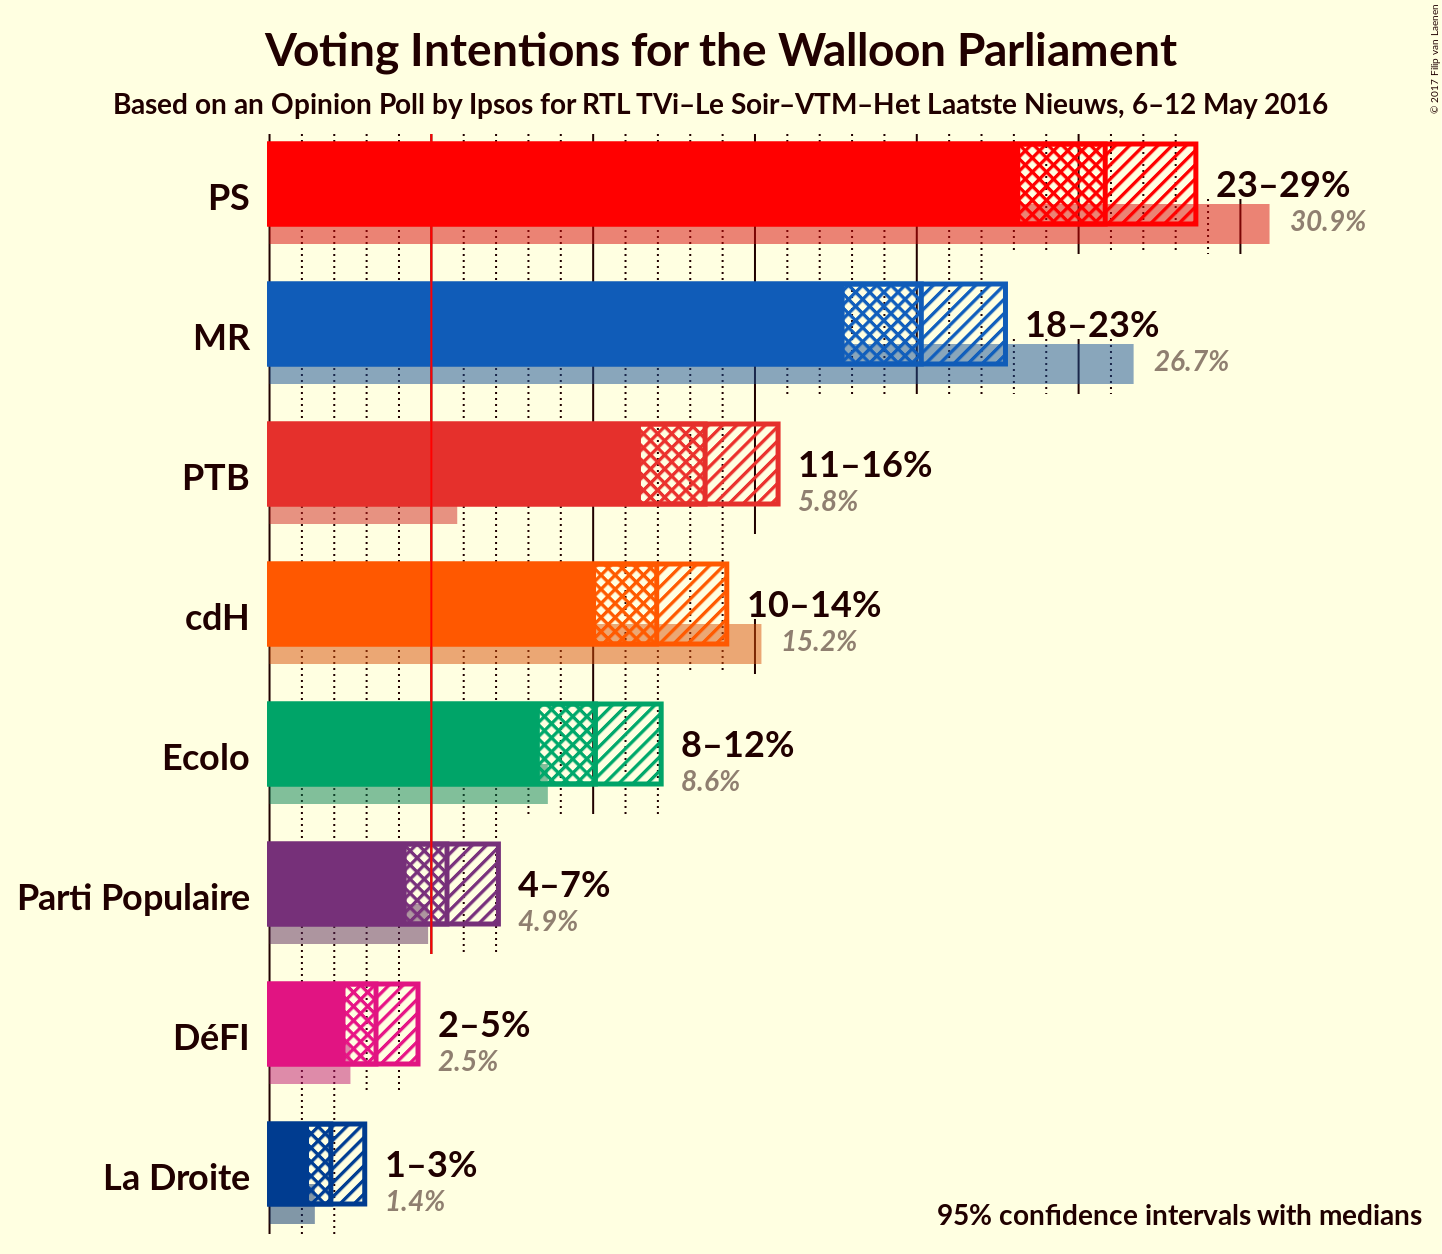 Voting Intentions for the Walloon Parliament
Based on an Opinion Poll by Ipsos for RTL TVi–Le Soir–VTM–Het Laatste Nieuws, 6–12 May 2016
© 2017 Filip van Laenen
PS
23–29%
30.9%
MR
18–23%
26.7%
PTB
11–16%
5.8%
cdH
10–14%
15.2%
Ecolo
8–12%
8.6%
Parti Populaire
4–7%
4.9%
DéFI
2–5%
2.5%
La Droite
1–3%
1.4%
95% confidence intervals with medians